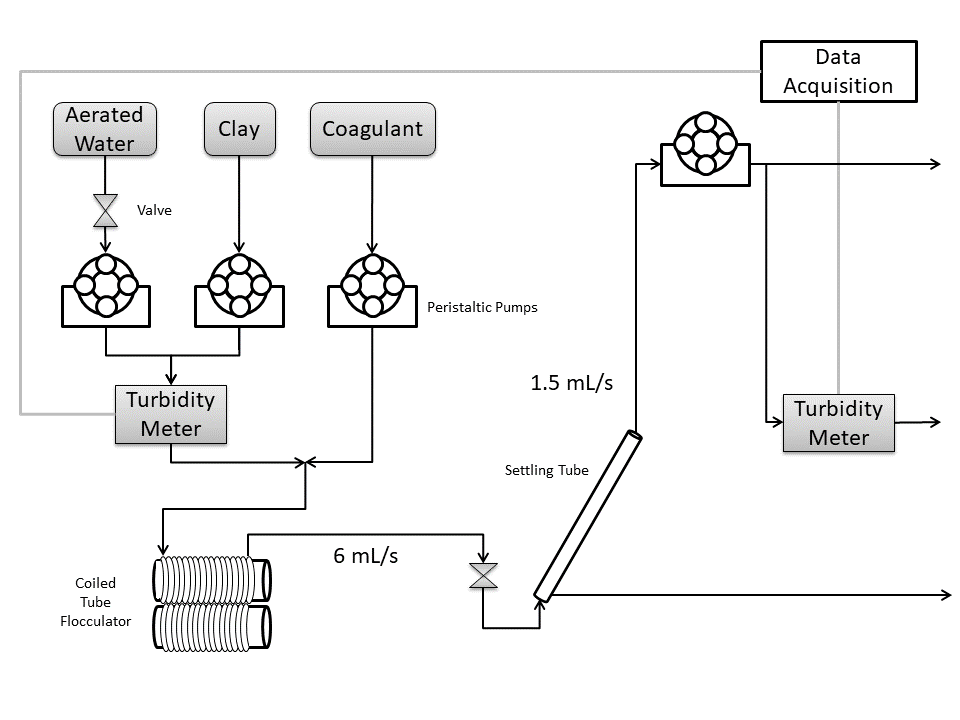 Data
Acquisition
Aerated
Water
Clay
Coagulant
Valve
Peristaltic Pumps
1.5 mL/s
Turbidity
Meter
Turbidity
Meter
Settling Tube
6 mL/s
Coiled
Tube
Flocculator